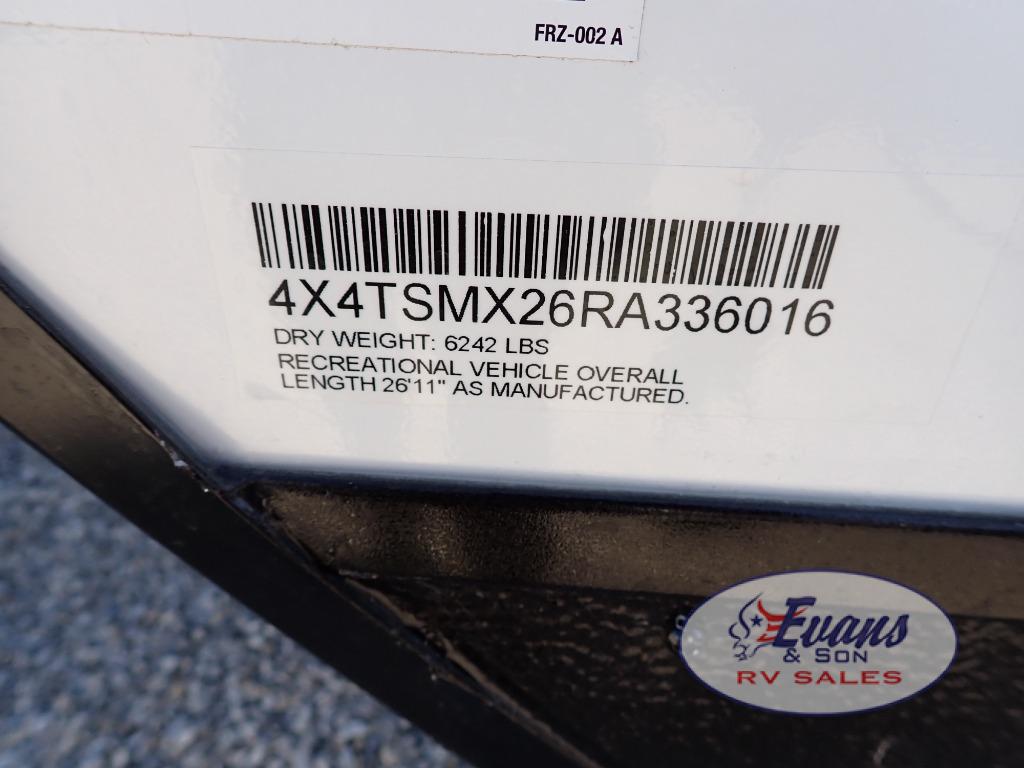 FRZ-002 A
4X4TSMX26RA336016
DRY WEIGHT: 6242 LBS
RECREATIONAL VEHICLE OVERALL
LENGTH 26'11" AS MANUFACTURED.
Evans
& SON
RV SALES